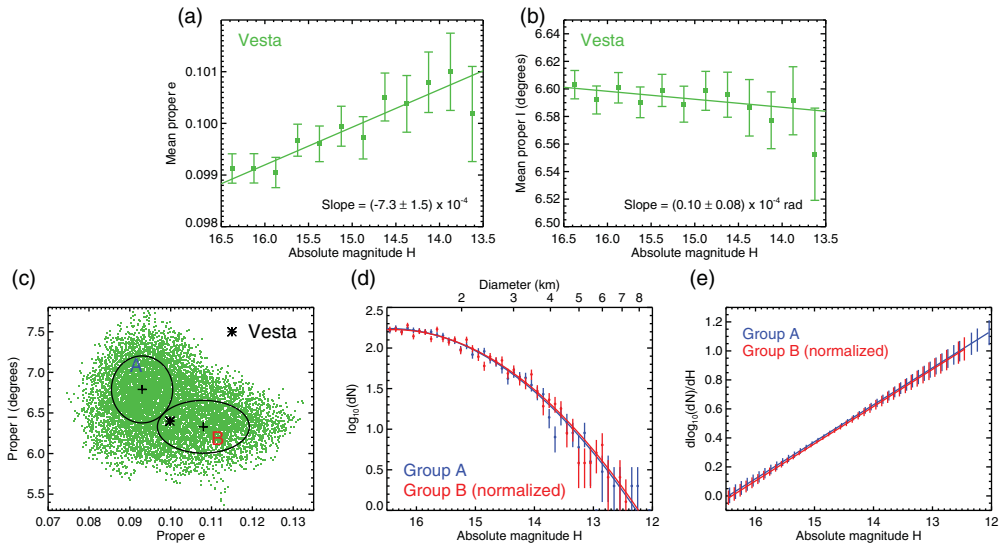 (a)
Vesta
Mean proper e
0.101
0.100
0.099
0.098
Slope = (-7.3 ± 1.5) x 10⁻⁴
16.5 16.0 15.5 15.0 14.5 14.0 13.5
Absolute magnitude H
(b)
Vesta
Mean proper I (degrees)
6.64
6.62
6.60
6.58
6.56
6.54
6.52
6.50
Slope = (0.10 ± 0.08) x 10⁻⁴ rad
16.5 16.0 15.5 15.0 14.5 14.0 13.5
Absolute magnitude H
(c)
Vesta
Proper I (degrees)
7.5
7.0
6.5
6.0
5.5
A
B
0.07 0.08 0.09 0.10 0.11 0.12 0.13
Proper e
(d)
Diameter (km)
2 3 4 5 6 7 8
log₁₀(dN)
2.5
2.0
1.5
1.0
0.5
0.0
Group A
Group B (normalized)
16 15 14 13 12
Absolute magnitude H
(e)
dlog₁₀(dN)/dH
1.2
1.0
0.8
0.6
0.4
0.2
0.0
Group A
Group B (normalized)
16 15 14 13 12
Absolute magnitude H